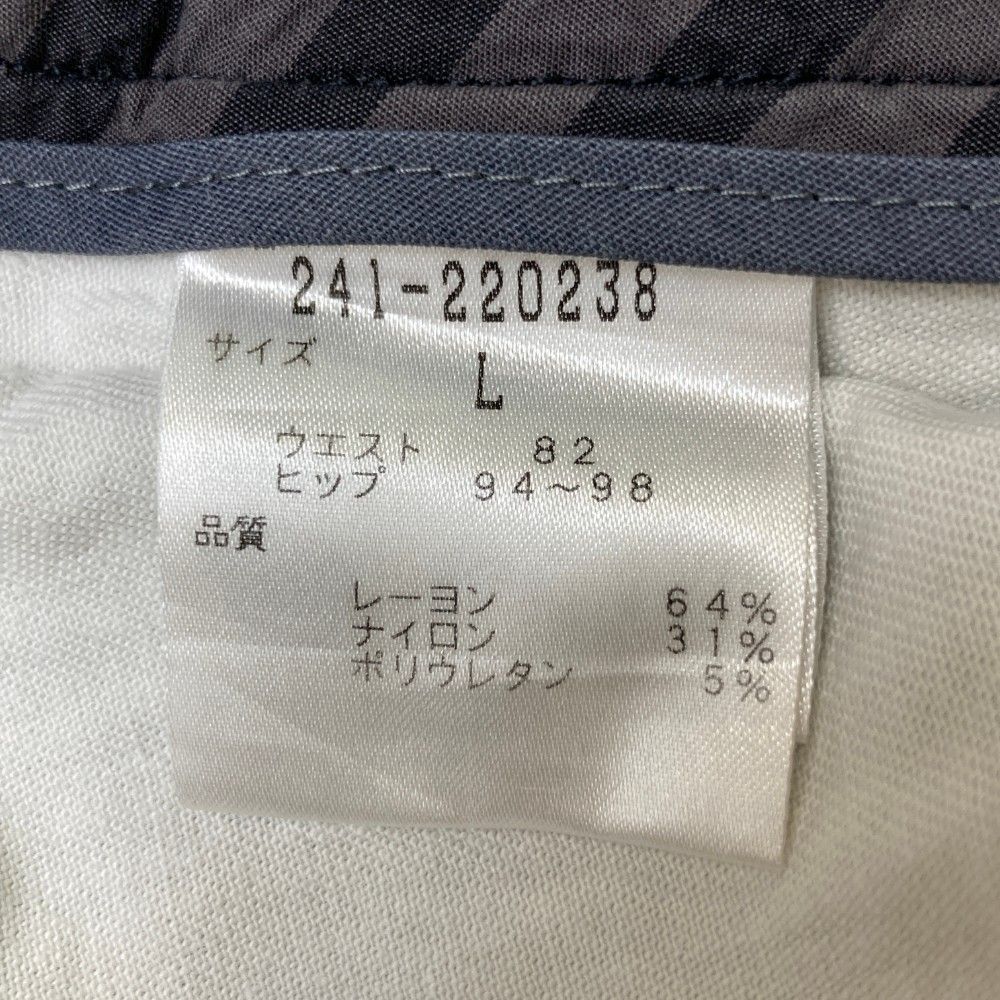 241-220238
サイズ
L
ウエスト 82
ヒップ 94～98
品質
レーヨン 64%
ナイロン 31%
ポリウレタン 5%